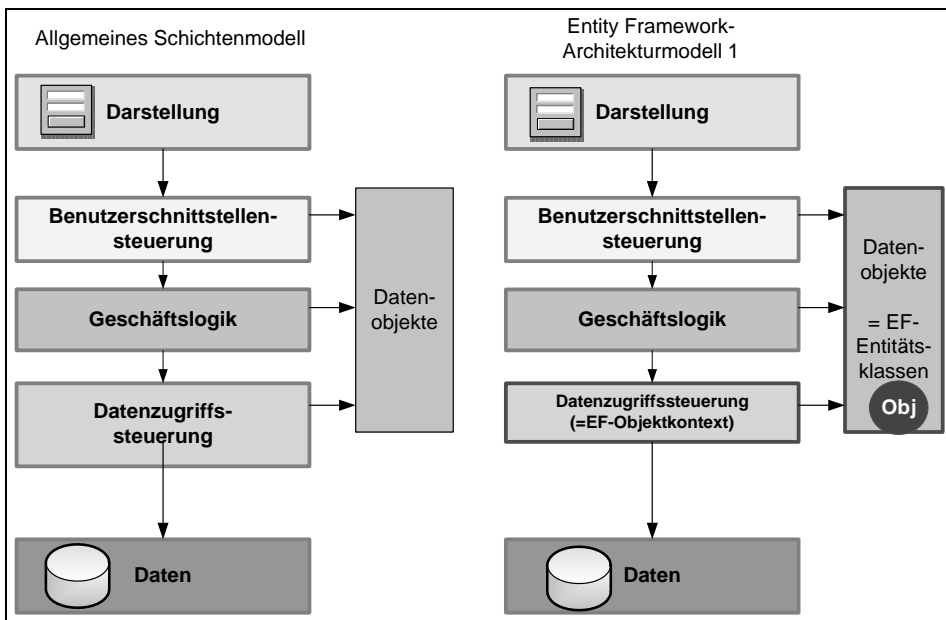 Allgemeines Schichtenmodell
Darstellung
Benutzerschnittstellen-
steuerung
Geschäftslogik
Datenzugriffs-
steuerung
Daten
Daten-
objekte
Entity Framework-
Architekturmodell 1
Darstellung
Benutzerschnittstellen-
steuerung
Geschäftslogik
Datenzugriffssteuerung
(=EF-Objektkontext)
Daten
Daten-
objekte
= EF-
Entitäts-
klassen
Obj